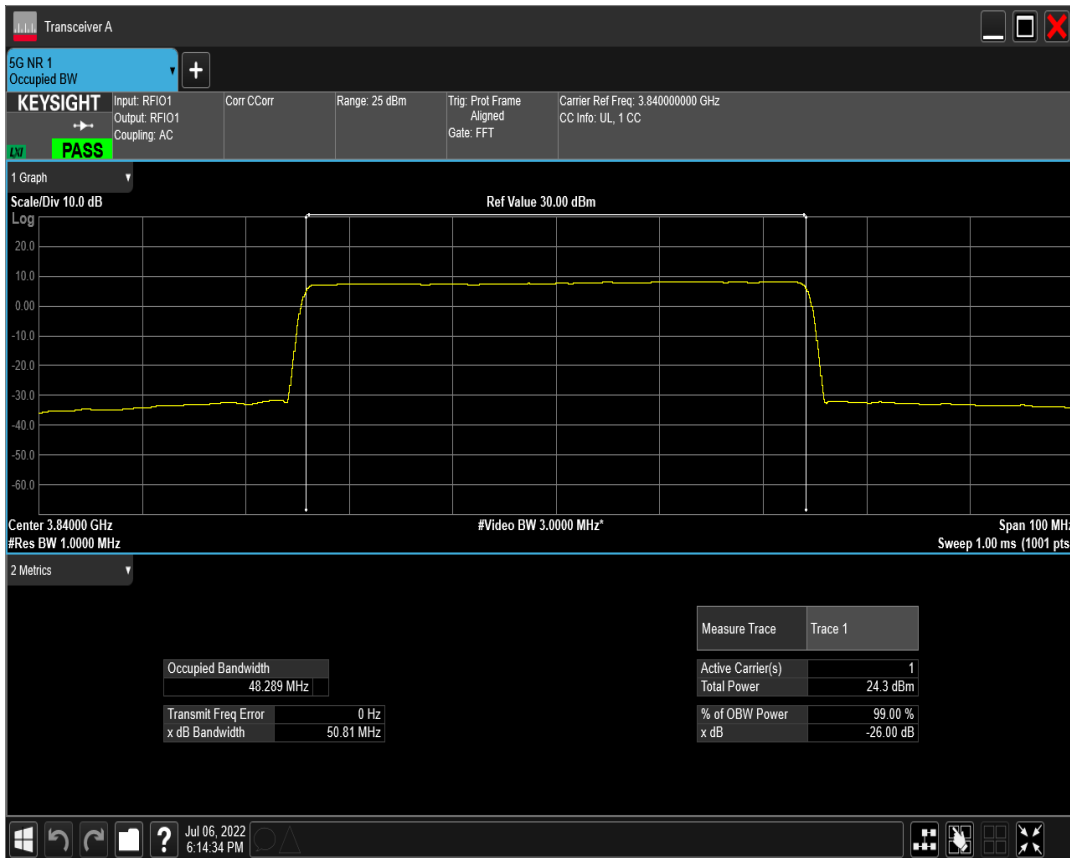 Transceiver A
5G NR 1
Occupied BW
+
KEYSIGHT
LXI
PASS
Input: RFIO1
Output: RFIO1
Coupling: AC
Corr CCorr
Range: 25 dBm
Trig: Prot Frame
Aligned
Gate: FFT
Carrier Ref Freq: 3.840000000 GHz
CC Info: UL, 1 CC
1 Graph
Scale/Div 10.0 dB
Ref Value 30.00 dBm
Log
20.0
10.0
0.00
-10.0
-20.0
-30.0
-40.0
-50.0
-60.0
Center 3.84000 GHz
#Video BW 3.0000 MHz*
Span 100 MHz
#Res BW 1.0000 MHz
Sweep 1.00 ms (1001 pts
2 Metrics
Measure Trace Trace 1
Occupied Bandwidth
48.289 MHz
Active Carrier(s) 1
Total Power 24.3 dBm
Transmit Freq Error 0 Hz
x dB Bandwidth 50.81 MHz
% of OBW Power 99.00 %
x dB -26.00 dB
?
Jul 06, 2022
6:14:34 PM